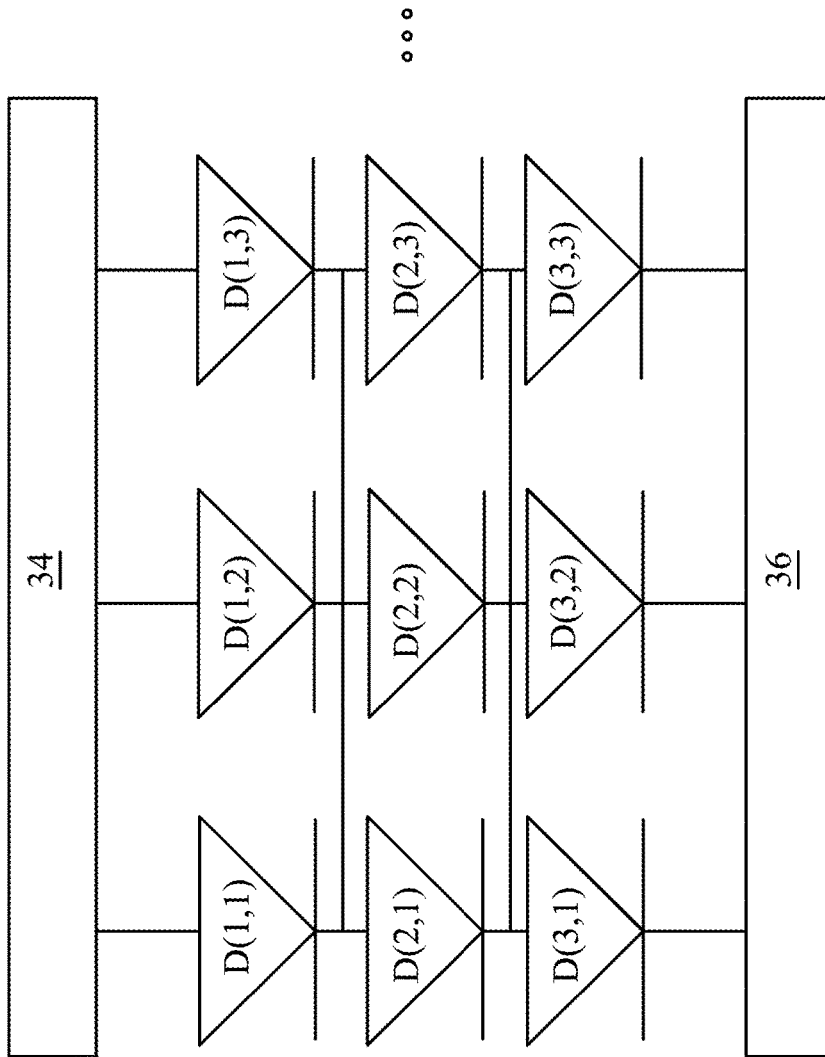 34
D(1,1) D(1,2) D(1,3)
D(2,1) D(2,2) D(2,3)
D(3,1) D(3,2) D(3,3)
36